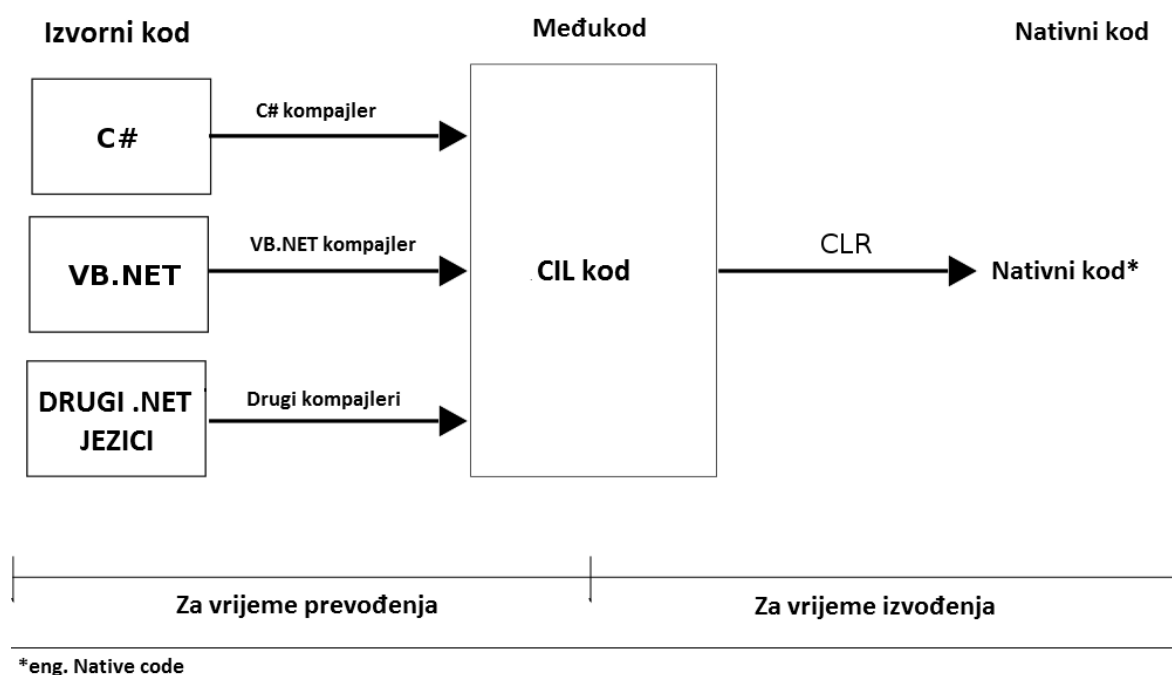 Izvorni kod
Međukod
Nativni kod
C#
C# kompajler
VB.NET
VB.NET kompajler
CIL kod
CLR
Nativni kod*
DRUGI .NET
JEZICI
Drugi kompajleri
Za vrijeme prevođenja
Za vrijeme izvođenja
*eng. Native code